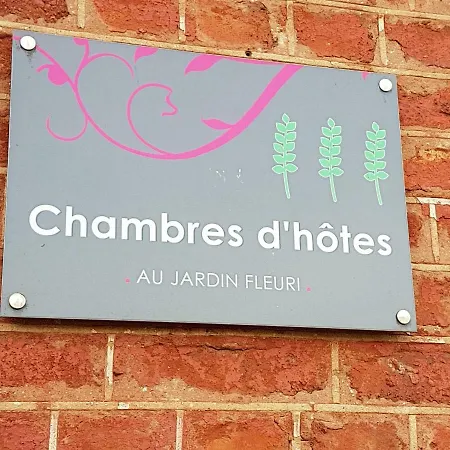 Chambres d'hôtes
. AU JARDIN FLEURI .